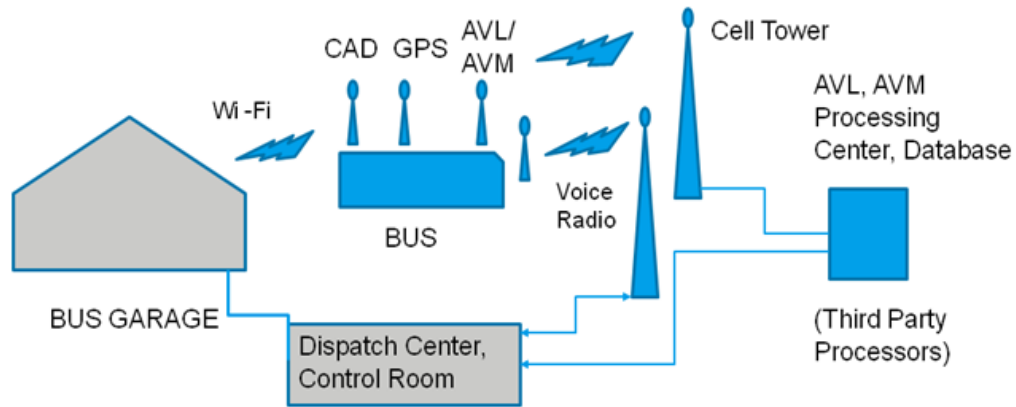 CAD
GPS
AVL/
AVM
Cell Tower
Wi -Fi
AVL, AVM
Processing
Center, Database
Voice
Radio
BUS
BUS GARAGE
Dispatch Center,
Control Room
(Third Party
Processors)